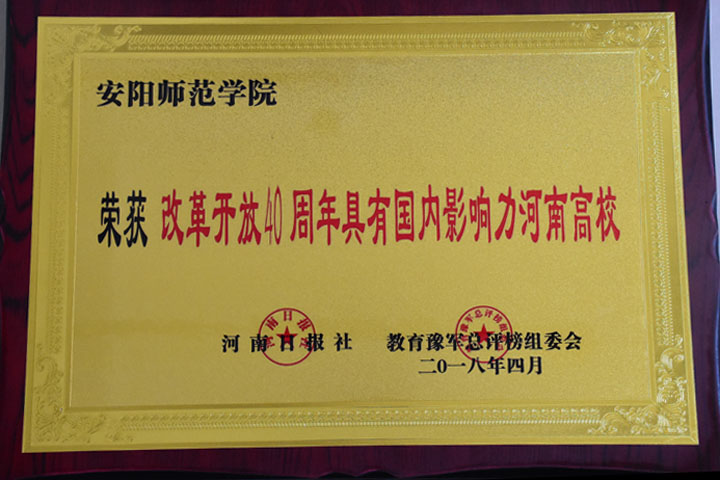 安阳师范学院
荣获 改革开放40周年具有国内影响力河南高校
河南日报社 教育豫军总评榜组委会
二〇一八年四月